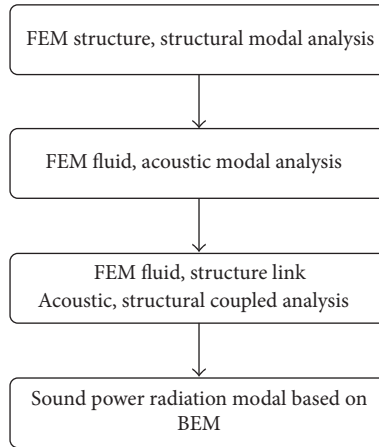 FEM structure, structural modal analysis
FEM fluid, acoustic modal analysis
FEM fluid, structure link
Acoustic, structural coupled analysis
Sound power radiation modal based on
BEM